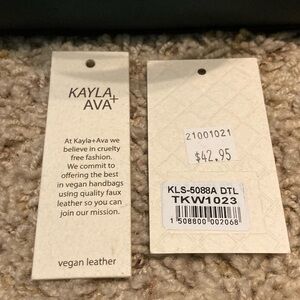 KAYLA+
AVA
At Kayla+Ava we
believe in cruelty
free fashion.
We commit to
offering the best
in vegan handbags
using quality faux
leather so you can
join our mission.
vegan leather
21001021
$42.95
KLS-5088A DTL
TKW1023
1 508800 002068